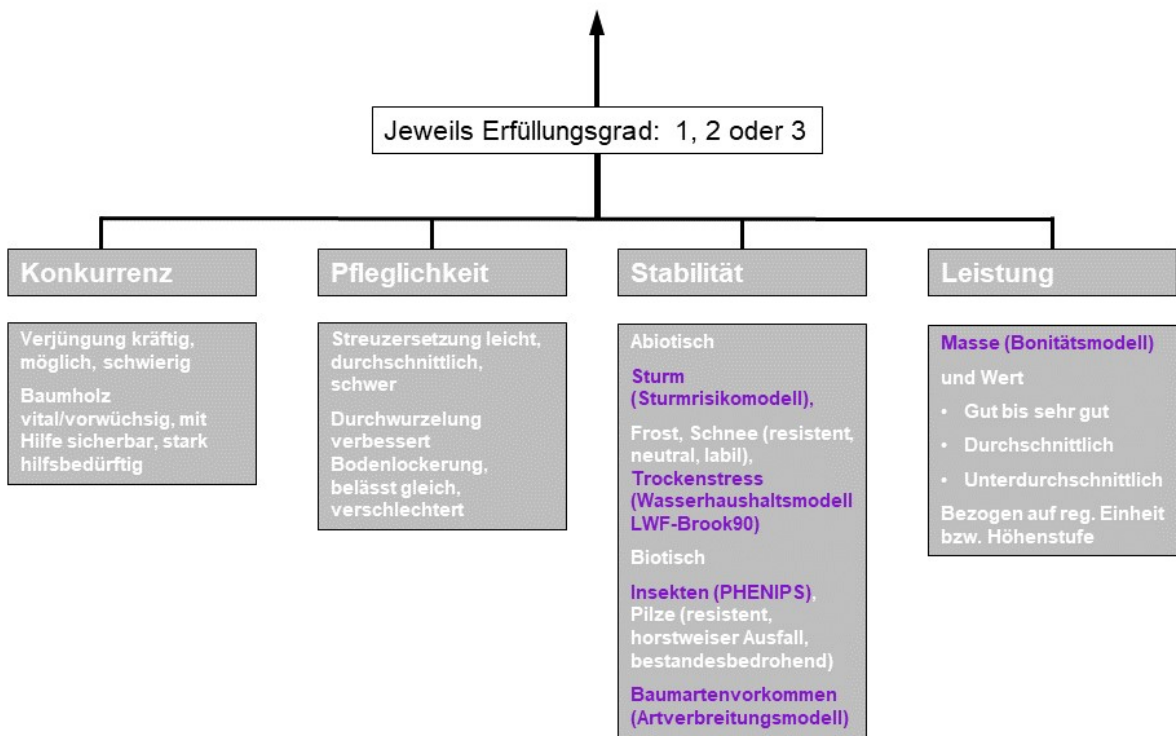 Jeweils Erfüllungsgrad: 1, 2 oder 3
Konkurrenz
Verjüngung kräftig,
möglich, schwierig
Baumholz
vital/vorwüchsig, mit
Hilfe sicherbar, stark
hilfsbedürftig
Pfleglichkeit
Streuzersetzung leicht,
durchschnittlich,
schwer
Durchwurzelung
verbessert
Bodenlockerung,
belässt gleich,
verschlechtert
Stabilität
Abiotisch
Sturm
(Sturmrisikomodell),
Frost, Schnee (resistent,
neutral, labil),
Trockenstress
(Wasserhaushaltsmodell
LWF-Brook90)
Biotisch
Insekten (PHENIPS),
Pilze (resistent,
horstweiser Ausfall,
bestandesbedrohend)
Baumartenvorkommen
(Artverbreitungsmodell)
Leistung
Masse (Bonitätsmodell)
und Wert
• Gut bis sehr gut
• Durchschnittlich
• Unterdurchschnittlich
Bezogen auf reg. Einheit
bzw. Höhenstufe